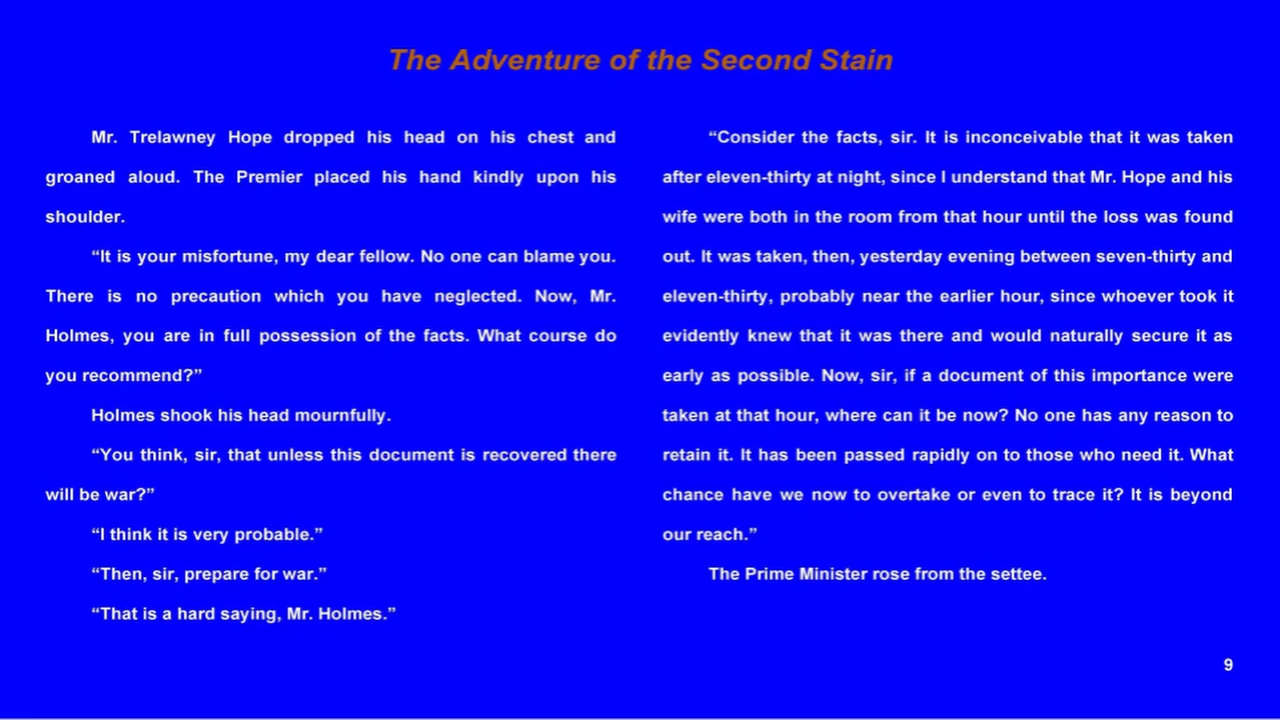 The Adventure of the Second Stain
Mr. Trelawney Hope dropped his head on his chest and
groaned aloud. The Premier placed his hand kindly upon his
shoulder.
“It is your misfortune, my dear fellow. No one can blame you.
There is no precaution which you have neglected. Now, Mr.
Holmes, you are in full possession of the facts. What course do
you recommend?”
Holmes shook his head mournfully.
“You think, sir, that unless this document is recovered there
will be war?”
“I think it is very probable.”
“Then, sir, prepare for war.”
“That is a hard saying, Mr. Holmes.”
“Consider the facts, sir. It is inconceivable that it was taken
after eleven-thirty at night, since I understand that Mr. Hope and his
wife were both in the room from that hour until the loss was found
out. It was taken, then, yesterday evening between seven-thirty and
eleven-thirty, probably near the earlier hour, since whoever took it
evidently knew that it was there and would naturally secure it as
early as possible. Now, sir, if a document of this importance were
taken at that hour, where can it be now? No one has any reason to
retain it. It has been passed rapidly on to those who need it. What
chance have we now to overtake or even to trace it? It is beyond
our reach.”
The Prime Minister rose from the settee.
9